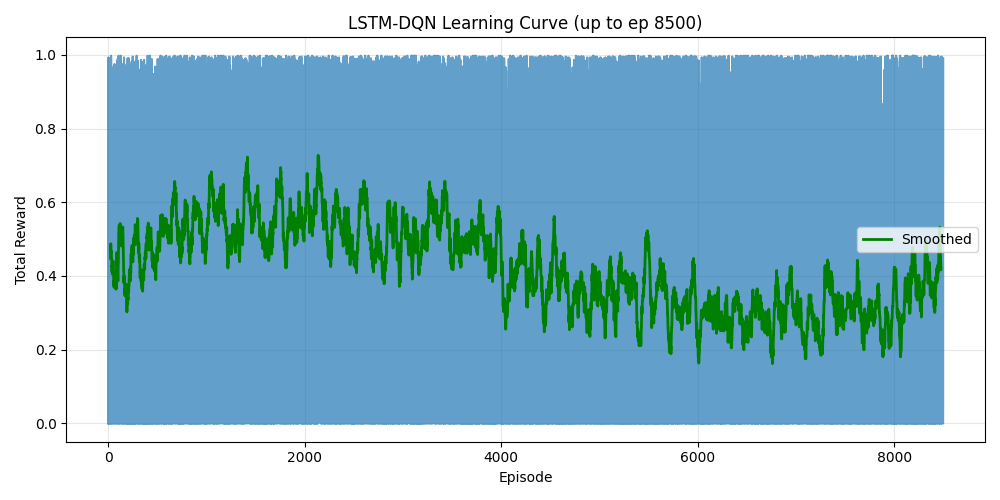 LSTM-DQN Learning Curve (up to ep 8500)
1.0
0.8
0.6
0.4
0.2
0.0
Total Reward
Smoothed
0 2000 4000 6000 8000
Episode